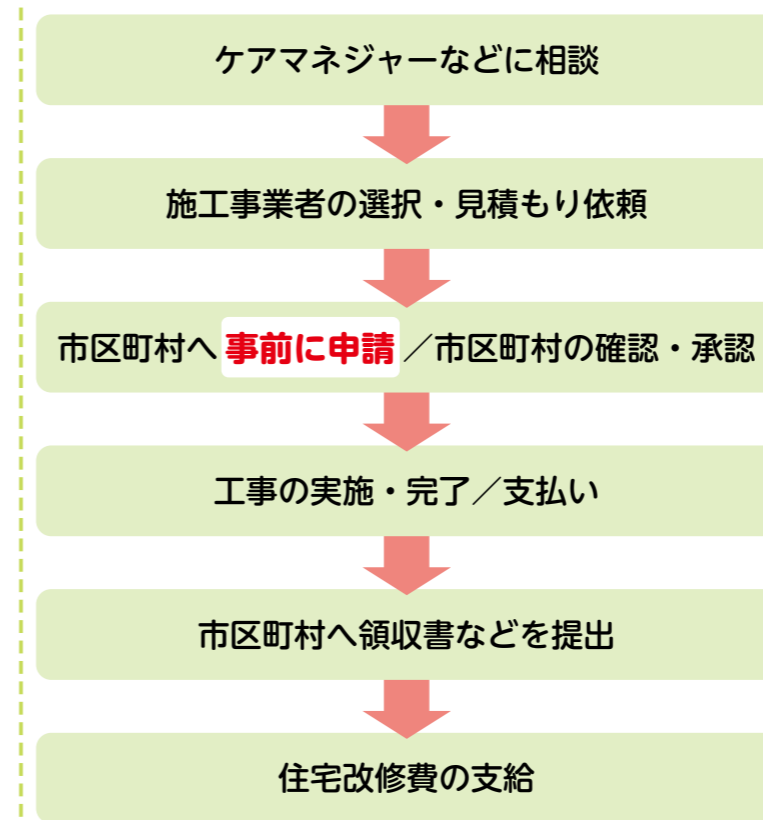 ケアマネジャーなどに相談
施工事業者の選択・見積もり依頼
市区町村へ事前に申請／市区町村の確認・承認
工事の実施・完了／支払い
市区町村へ領収書などを提出
住宅改修費の支給